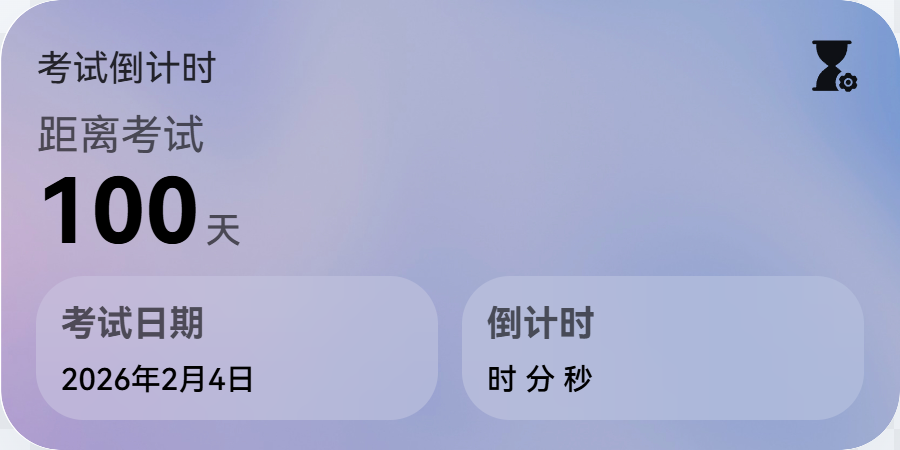 考试倒计时
距离考试
100 天
考试日期
2026年2月4日
倒计时
时 分 秒